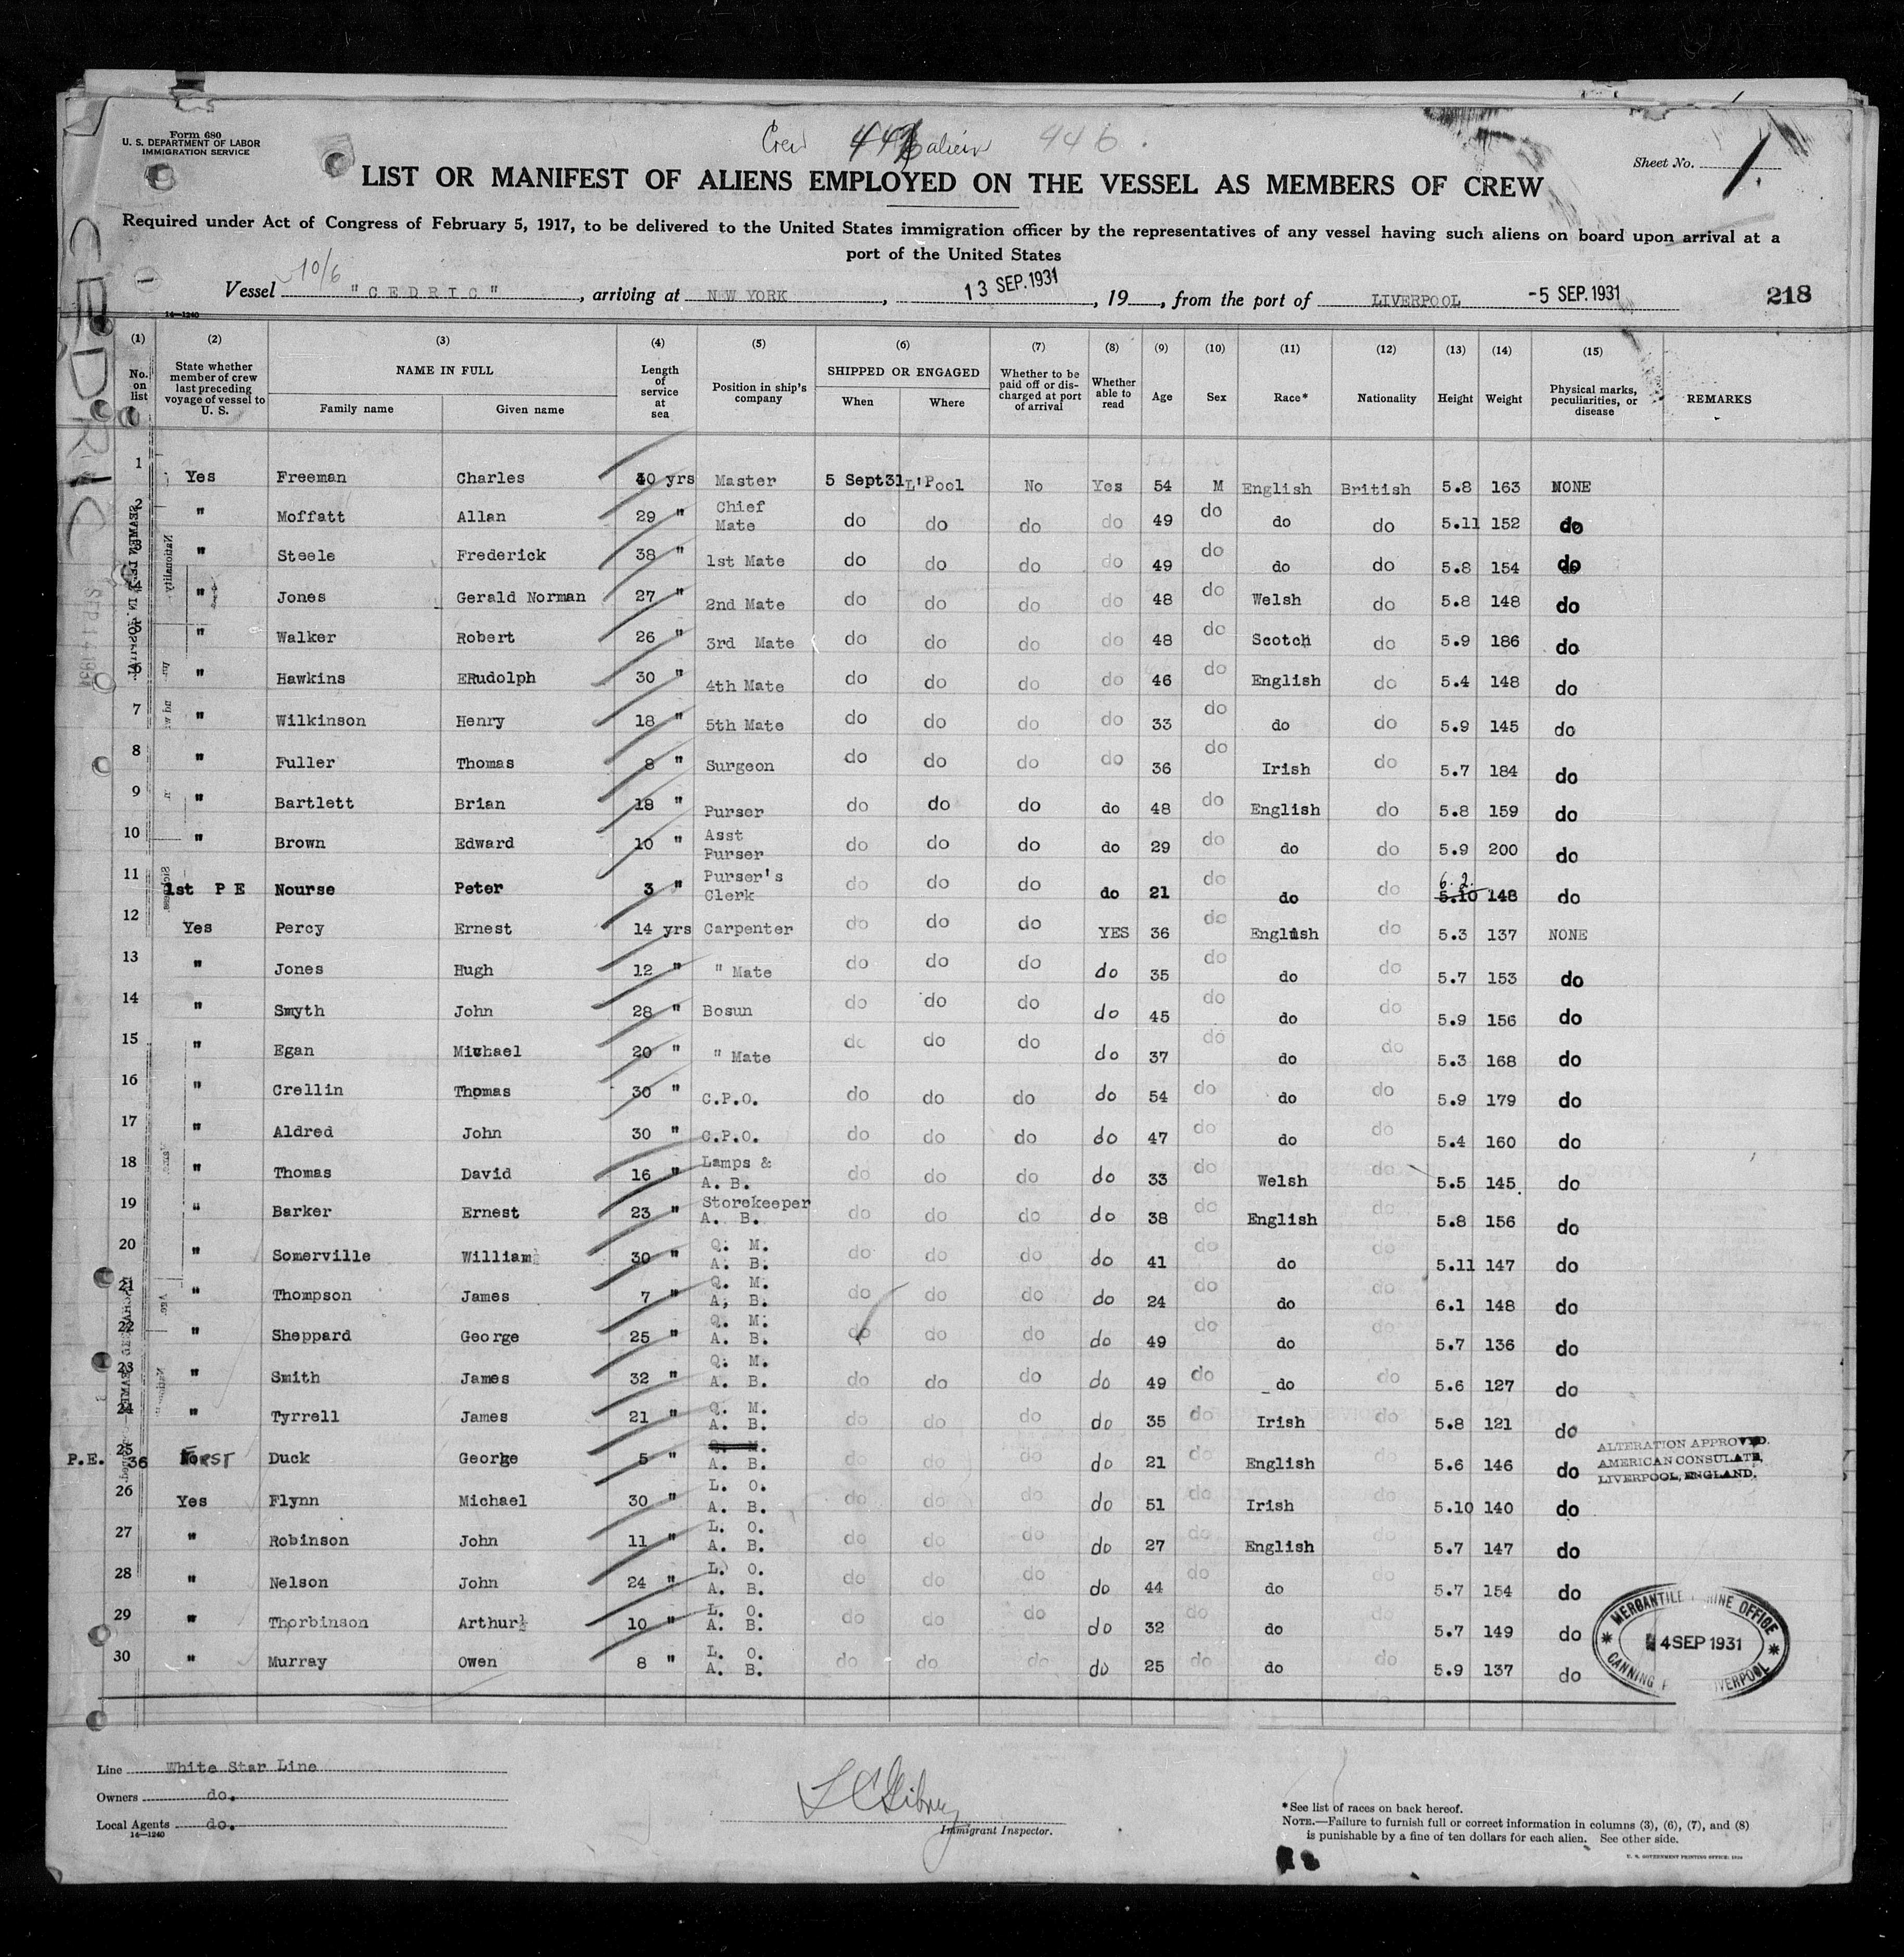 Form 680
U. S. DEPARTMENT OF LABOR
IMMIGRATION SERVICE
Crew alien 446.
Sheet No. 1.
LIST OR MANIFEST OF ALIENS EMPLOYED ON THE VESSEL AS MEMBERS OF CREW
Required under Act of Congress of February 5, 1917, to be delivered to the United States immigration officer by the representatives of any vessel having such aliens on board upon arrival at a
port of the United States
10/6
Vessel "CEDRIC", arriving at NEW YORK, 13 SEP. 1931, 19, from the port of LIVERPOOL -5 SEP. 1931 218
14-1240
CEDRIC
(1) (2) (3) (4) (5) (6) (7) (8) (9) (10) (11) (12) (13) (14) (15)
No. on list State whether member of crew last preceding voyage of vessel to U. S. NAME IN FULL Family name Given name Length of service at sea Position in ship's company SHIPPED OR ENGAGED When Where Whether to be paid off or discharged at port of arrival Whether able to read Age Sex Race* Nationality Height Weight Physical marks, peculiarities, or disease REMARKS
1 Yes Freeman Charles 40 yrs Master 5 Sept31 L'Pool No Yes 54 M English British 5.8 163 NONE
2 " Moffatt Allan 29 " Chief Mate do do do do 49 do do do 5.11 152 do
3 " Steele Frederick 38 " 1st Mate do do do do 49 do do do 5.8 154 do
4 " Jones Gerald Norman 27 " 2nd Mate do do do do 48 do Welsh do 5.8 148 do
5 " Walker Robert 26 " 3rd Mate do do do do 48 do Scotch do 5.9 186 do
6 " Hawkins Rudolph 30 " 4th Mate do do do do 46 do English do 5.4 148 do
7 " Wilkinson Henry 18 " 5th Mate do do do do 33 do do do 5.9 145 do
8 " Fuller Thomas 8 " Surgeon do do do do 36 do Irish do 5.7 184 do
9 " Bartlett Brian 18 " Purser do do do do 48 do English do 5.8 159 do
10 " Brown Edward 10 " Asst Purser do do do do 29 do do do 5.9 200 do
11 1st P E Nourse Peter 3 " Purser's Clerk do do do do 21 do do do 6.2. 5.10 148 do
12 Yes Percy Ernest 14 yrs Carpenter do do do YES 36 do English do 5.3 137 NONE
13 " Jones Hugh 12 " " Mate do do do do 35 do do do 5.7 153 do
14 " Smyth John 28 " Bosun do do do do 45 do do do 5.9 156 do
15 " Egan Michael 20 " " Mate do do do do 37 do do do 5.3 168 do
16 " Crellin Thomas 30 " C.P.O. do do do do 54 do do do 5.9 179 do
17 " Aldred John 30 " C.P.O. do do do do 47 do do do 5.4 160 do
18 " Thomas David 16 " Lamps & A. B. do do do do 33 do Welsh do 5.5 145 do
19 " Barker Ernest 23 " Storekeeper A. B. do do do do 38 do English do 5.8 156 do
20 " Somerville William 30 " Q. M. A. B. do do do do 41 do do do 5.11 147 do
21 " Thompson James 7 " Q. M. A, B. do do do do 24 do do do 6.1 148 do
22 " Sheppard George 25 " Q. M. A. B. do do do do 49 do do do 5.7 136 do
23 " Smith James 32 " Q. M. A. B. do do do do 49 do do do 5.6 127 do
24 " Tyrrell James 21 " Q. M. A. B. do do do do 35 do Irish do 5.8 121 do
P.E. 36 25 FIRST Duck George 5 " Q. M. A. B. do do do do 21 do English do 5.6 146 do ALTERATION APPROVED. AMERICAN CONSULATE, LIVERPOOL, ENGLAND.
26 Yes Flynn Michael 30 " L. O. A. B. do do do do 51 do Irish do 5.10 140 do
27 " Robinson John 11 " L. O. A. B. do do do do 27 do English do 5.7 147 do
28 " Nelson John 24 " L. O. A. B. do do do do 44 do do do 5.7 154 do
29 " Thorbinson Arthur 10 " L. O. A. B. do do do do 32 do do do 5.7 149 do
30 " Murray Owen 8 " L. O. A. B. do do do do 25 do do do 5.9 137 do
MERCANTILE MARINE OFFICE
4 SEP 1931
CANNING LIVERPOOL
Line White Star Line
Owners do.
Local Agents do.
14-1240
Immigrant Inspector.
*See list of races on back hereof.
NOTE.—Failure to furnish full or correct information in columns (3), (6), (7), and (8)
is punishable by a fine of ten dollars for each alien. See other side.
U. S. GOVERNMENT PRINTING OFFICE